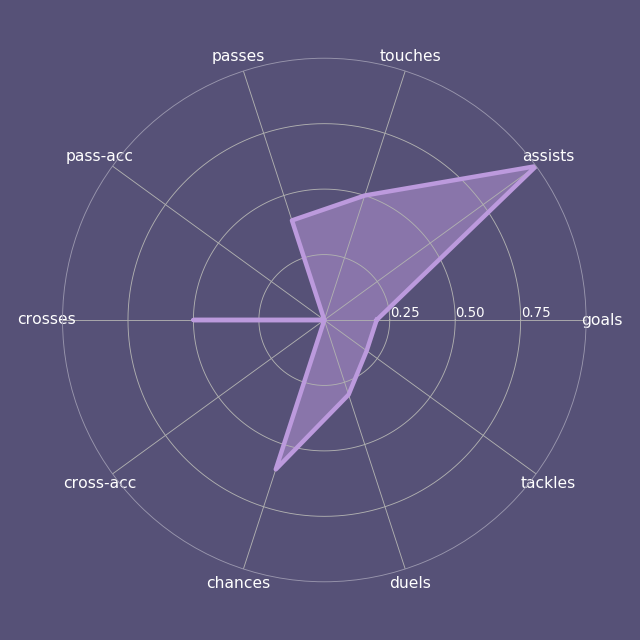 passes
touches
pass-acc
assists
crosses
0.25
0.50
0.75
goals
cross-acc
tackles
chances
duels